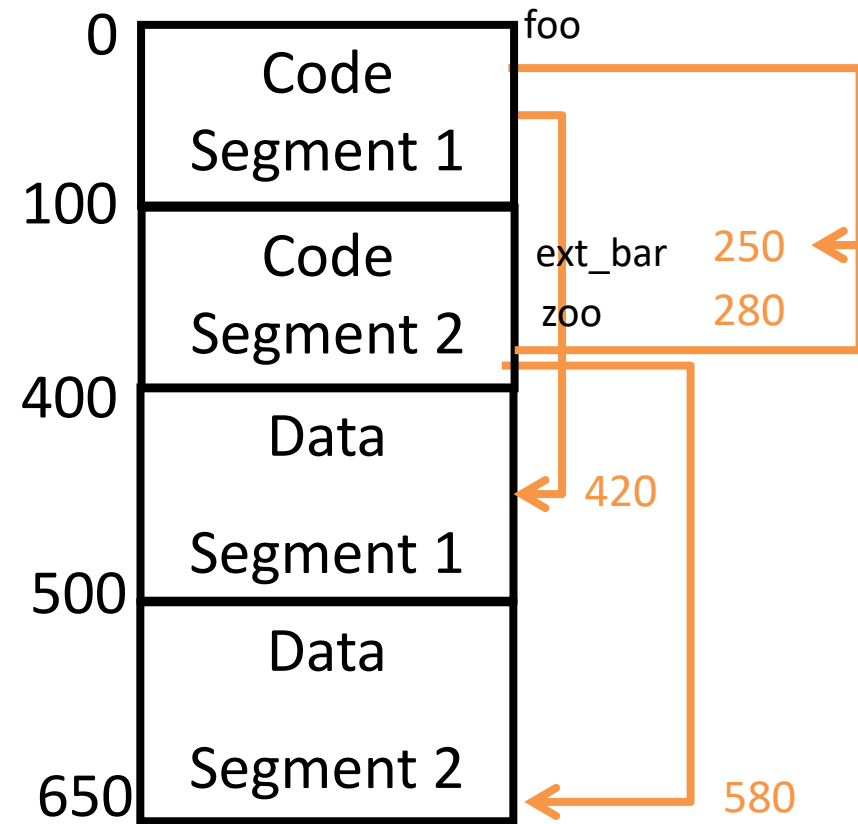 0
foo
Code
Segment 1
100
Code
Segment 2
ext_bar 250
zoo 280
400
Data
Segment 1
420
500
Data
Segment 2
650
580